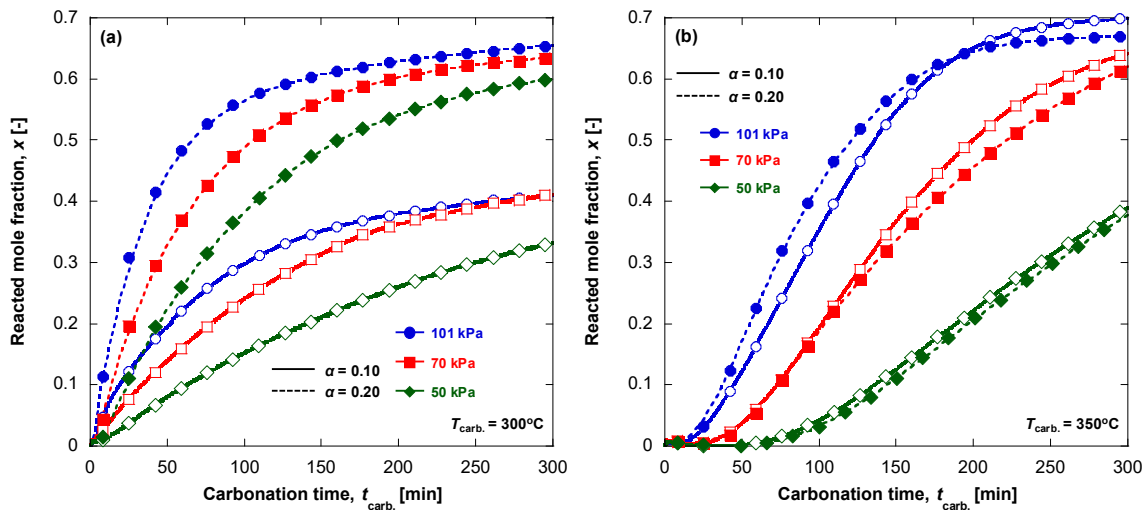 (a)
Reacted mole fraction, x [-]
0.7
0.6
0.5
0.4
0.3
0.2
0.1
0
α = 0.10
α = 0.20
101 kPa
70 kPa
50 kPa
Tcarb. = 300oC
0 50 100 150 200 250 300
Carbonation time, tcarb. [min]
(b)
Reacted mole fraction, x [-]
0.7
0.6
0.5
0.4
0.3
0.2
0.1
0
α = 0.10
α = 0.20
101 kPa
70 kPa
50 kPa
Tcarb. = 350oC
0 50 100 150 200 250 300
Carbonation time, tcarb. [min]